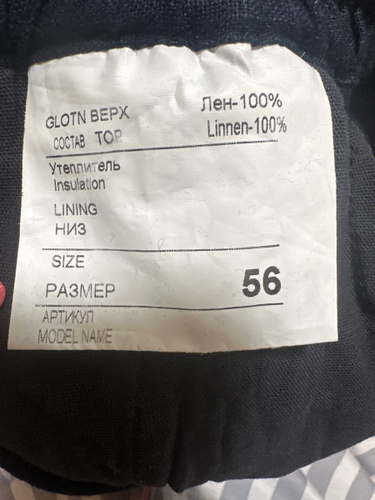 GLOTN ВЕРХ Лен-100%
СОСТАВ TOP Linnen-100%
Утеплитель
Insulation
LINING
НИЗ
SIZE
РАЗМЕР 56
АРТИКУЛ
MODEL NAME